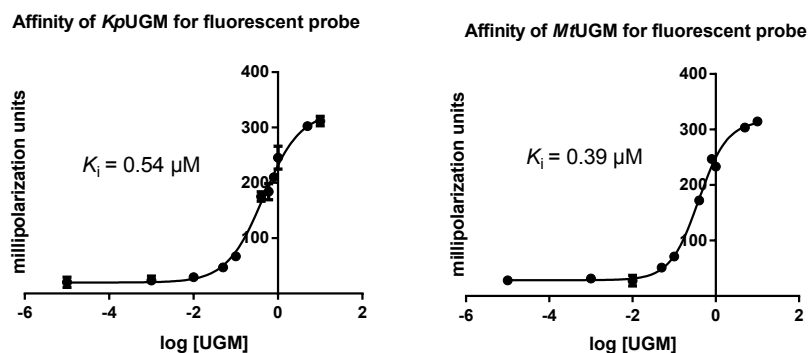 Affinity of KpUGM for fluorescent probe
400
300
200
100
millipolarization units
Ki = 0.54 µM
-6 -4 -2 0 2
log [UGM]
Affinity of MtUGM for fluorescent probe
400
300
200
100
millipolarization units
Ki = 0.39 µM
-6 -4 -2 0 2
log [UGM]